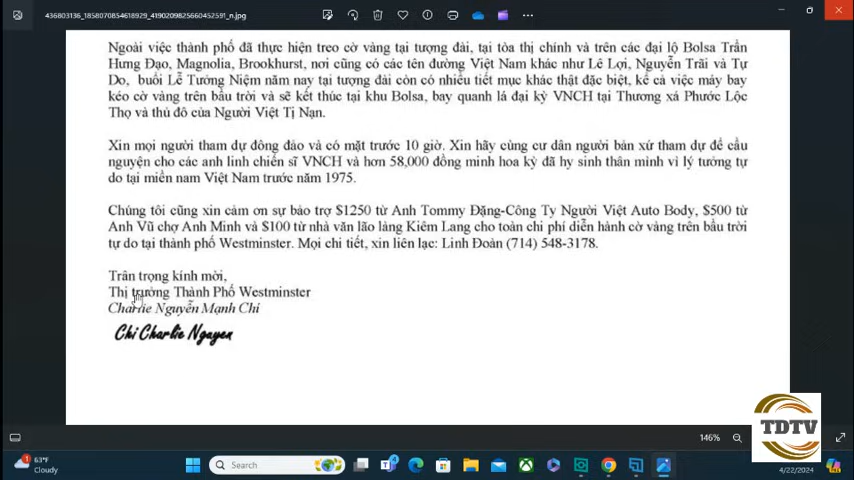 436803136_18578070854618929_4190209825660452591_n.jpg
Ngoài việc thành phố đã thực hiện treo cờ vàng tại tượng đài, tại tòa thị chính và trên các đại lộ Bolsa Trần
Hưng Đạo, Magnolia, Brookhurst, nơi cũng có các tên đường Việt Nam khác như Lê Lợi, Nguyễn Trãi và Tự
Do, buổi Lễ Tưởng Niệm năm nay tại tượng đài còn có nhiều tiết mục khác thật đặc biệt, kể cả việc máy bay
kéo cờ vàng trên bầu trời và sẽ kết thúc tại khu Bolsa, bay quanh lá đại kỳ VNCH tại Thương xá Phước Lộc
Thọ và thủ đô của Người Việt Tị Nạn.
Xin mọi người tham dự đông đảo và có mặt trước 10 giờ. Xin hãy cùng cư dân người bản xứ tham dự để cầu
nguyện cho các anh linh chiến sĩ VNCH và hơn 58,000 đồng minh hoa kỳ đã hy sinh thân mình vì lý tưởng tự
do tại miền nam Việt Nam trước năm 1975.
Chúng tôi cũng xin cảm ơn sự bảo trợ $1250 từ Anh Tommy Đặng-Công Ty Người Việt Auto Body, $500 từ
Anh Vũ chợ Anh Minh và $100 từ nhà văn lão làng Kiêm Lang cho toàn chi phí diễn hành cờ vàng trên bầu trời
tự do tại thành phố Westminster. Mọi chi tiết, xin liên lạc: Linh Đoàn (714) 548-3178.
Trân trọng kính mời,
Thị trưởng Thành Phố Westminster
Charlie Nguyễn Mạnh Chí
Chi Charlie Nguyen
TDTV
146%
63°F
Cloudy
Search
4/22/2024